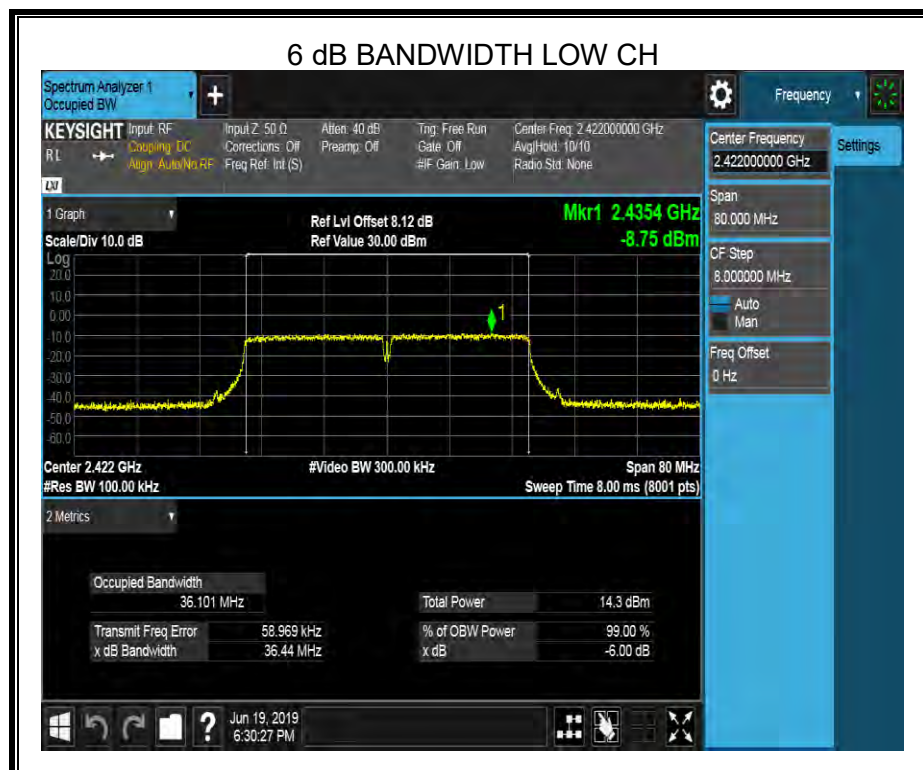 6 dB BANDWIDTH LOW CH
Spectrum Analyzer 1
Occupied BW
+
Frequency
KEYSIGHT Input: RF Input Z: 50 Ω Atten: 40 dB Trig: Free Run Center Freq: 2.422000000 GHz
RL Coupling: DC Corrections: Off Preamp: Off Gate: Off Avg|Hold: 10/10
Align: Auto/No RF Freq Ref: Int (S) #IF Gain: Low Radio Std: None
LXI
Center Frequency
2.422000000 GHz
Settings
Span
80.000 MHz
CF Step
8.000000 MHz
Auto
Man
Freq Offset
0 Hz
1 Graph
Ref Lvl Offset 8.12 dB
Mkr1 2.4354 GHz
Scale/Div 10.0 dB
Ref Value 30.00 dBm
-8.75 dBm
Log
20.0
10.0
0.00
1
-10.0
-20.0
-30.0
-40.0
-50.0
-60.0
Center 2.422 GHz #Video BW 300.00 kHz Span 80 MHz
#Res BW 100.00 kHz Sweep Time 8.00 ms (8001 pts)
2 Metrics
Occupied Bandwidth
36.101 MHz
Total Power 14.3 dBm
Transmit Freq Error 58.969 kHz % of OBW Power 99.00 %
x dB Bandwidth 36.44 MHz x dB -6.00 dB
?
Jun 19, 2019
6:30:27 PM